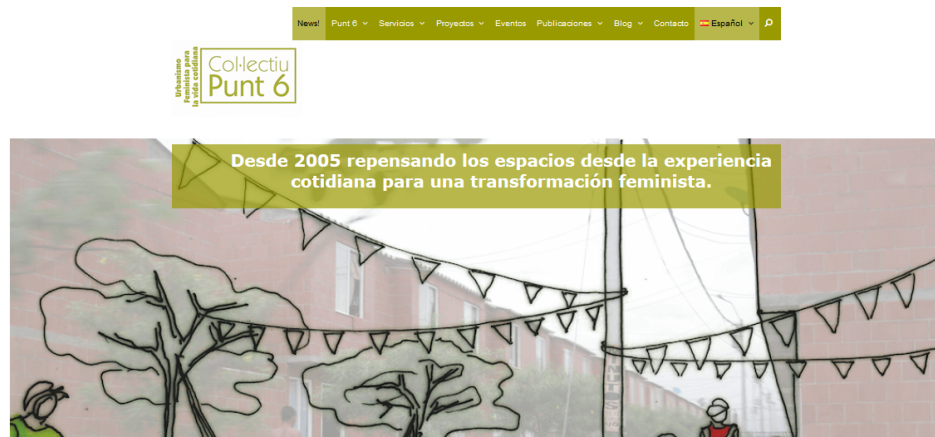 News! Punt 6 Servicios Proyectos Eventos Publicaciones Blog Contacto Español
Urbanismo
Feminista para
la vida cotidiana
Col·lectiu
Punt 6
Desde 2005 repensando los espacios desde la experiencia
cotidiana para una transformación feminista.